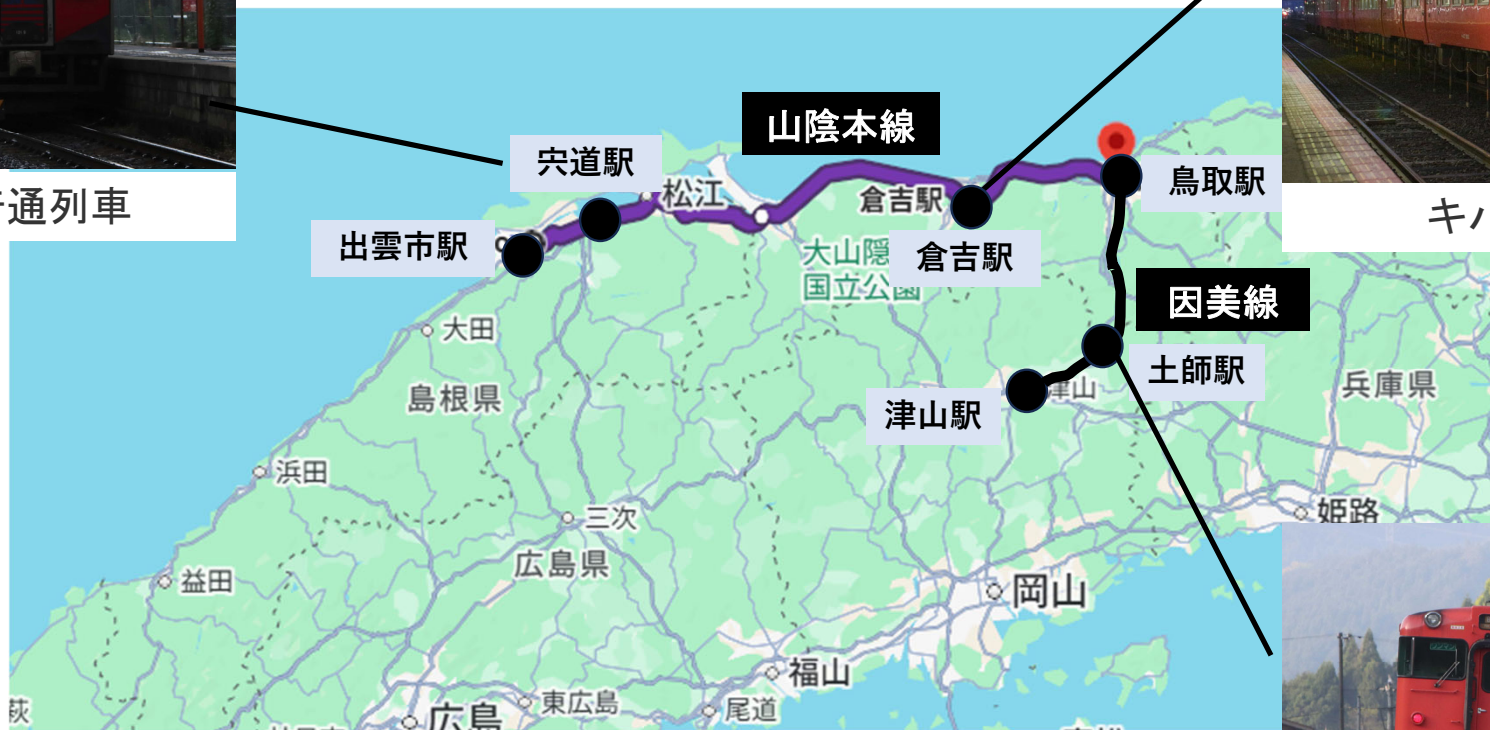 山陰本線
宍道駅
松江
鳥取駅
普通列車
倉吉駅
キハ
出雲市駅
倉吉駅
大山隠
国立公園
因美線
大田
土師駅
島根県
津山
兵庫県
津山駅
浜田
姫路
三次
広島県
益田
岡山
福山
萩
東広島
尾道
広島